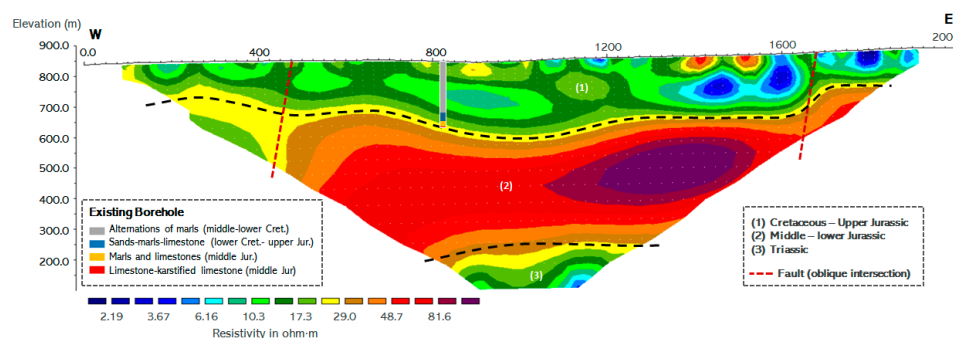 Elevation (m)
W
E
900.0
0.0
400
800
1200
1600
200
800.0
700.0
600.0
500.0
400.0
300.0
200.0
(1)
(2)
(3)
Existing Borehole
Alternations of marls (middle-lower Cret.)
Sands-marls-limestone (lower Cret.- upper Jur.)
Marls and limestones (middle Jur.)
Limestone-karstified limestone (middle Jur)
(1) Cretaceous – Upper Jurassic
(2) Middle – lower Jurassic
(3) Triassic
Fault (oblique intersection)
2.19 3.67 6.16 10.3 17.3 29.0 48.7 81.6
Resistivity in ohm·m